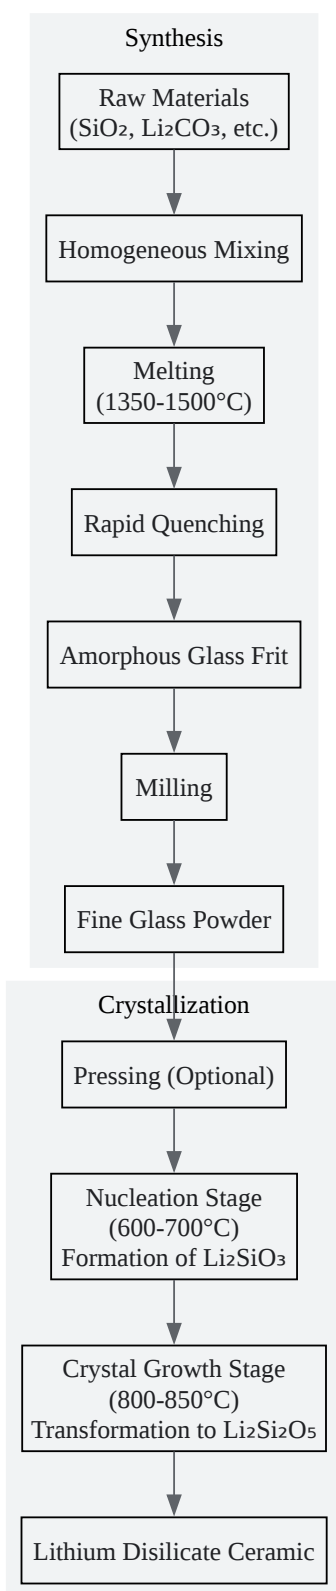 Synthesis
Raw Materials
(SiO₂, Li₂CO₃, etc.)
Homogeneous Mixing
Melting
(1350-1500°C)
Rapid Quenching
Amorphous Glass Frit
Milling
Fine Glass Powder
Crystallization
Pressing (Optional)
Nucleation Stage
(600-700°C)
Formation of Li₂SiO₃
Crystal Growth Stage
(800-850°C)
Transformation to Li₂Si₂O₅
Lithium Disilicate Ceramic